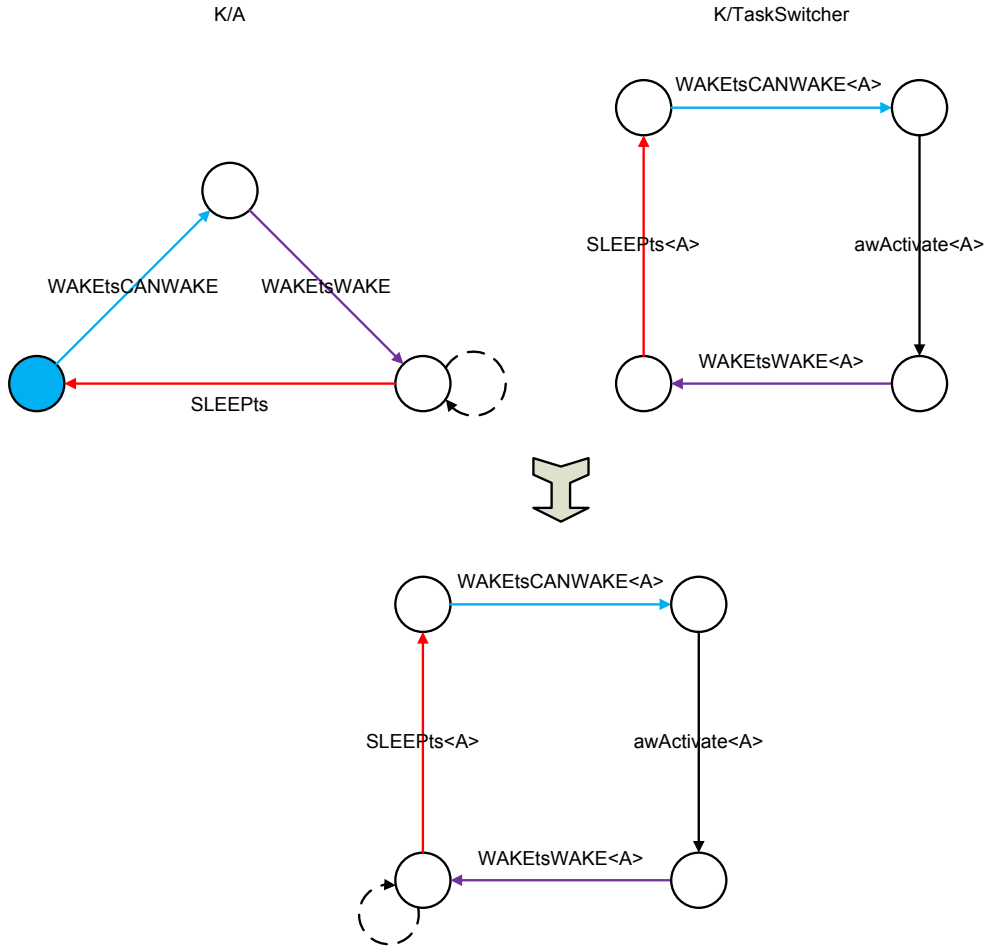 K/A
K/TaskSwitcher
WAKEtsCANWAKE<A>
SLEEPts<A>
awActivate<A>
WAKEtsCANWAKE
WAKEtsWAKE
WAKEtsWAKE<A>
SLEEPts
WAKEtsCANWAKE<A>
SLEEPts<A>
awActivate<A>
WAKEtsWAKE<A>